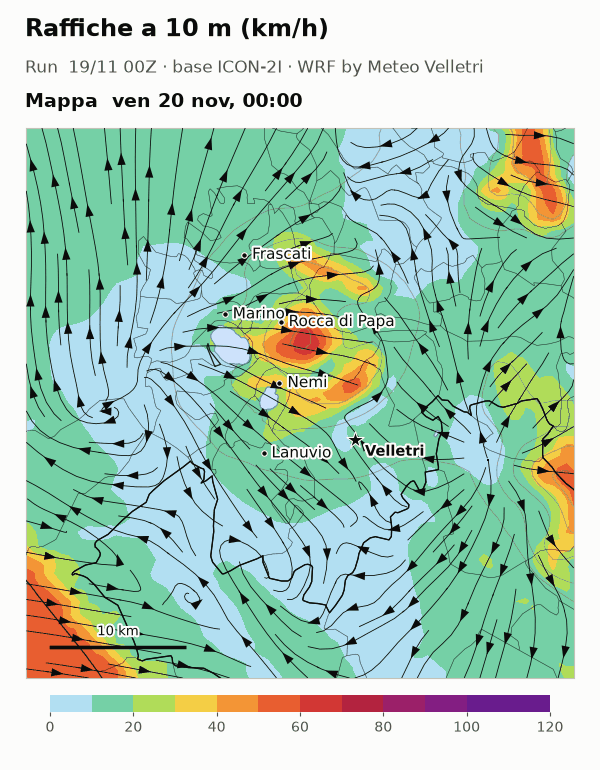 Raffiche a 10 m (km/h)
Run  19/11 00Z · base ICON-2I · WRF by Meteo Velletri
Mappa  ven 20 nov, 00:00
Frascati
Marino
Rocca di Papa
Nemi
Lanuvio
Velletri
10 km
0 20 40 60 80 100 120